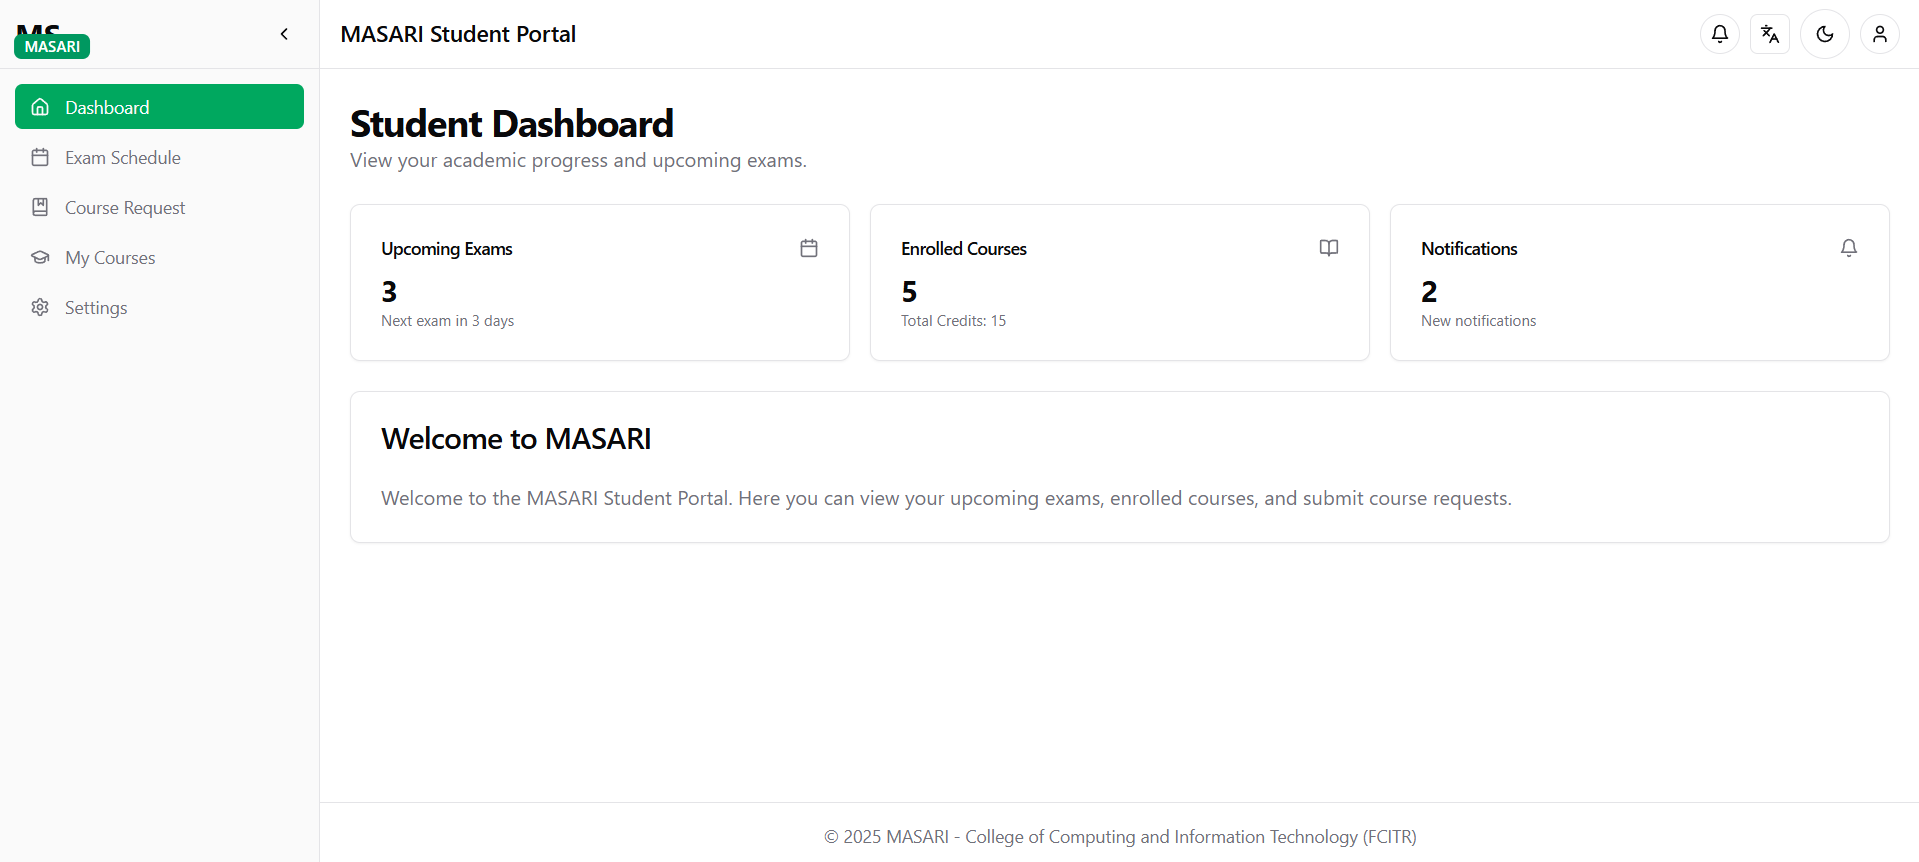 MS
MASARI
MASARI Student Portal
Dashboard
Exam Schedule
Course Request
My Courses
Settings
Student Dashboard
View your academic progress and upcoming exams.
Upcoming Exams
3
Next exam in 3 days
Enrolled Courses
5
Total Credits: 15
Notifications
2
New notifications
Welcome to MASARI
Welcome to the MASARI Student Portal. Here you can view your upcoming exams, enrolled courses, and submit course requests.
© 2025 MASARI - College of Computing and Information Technology (FCITR)